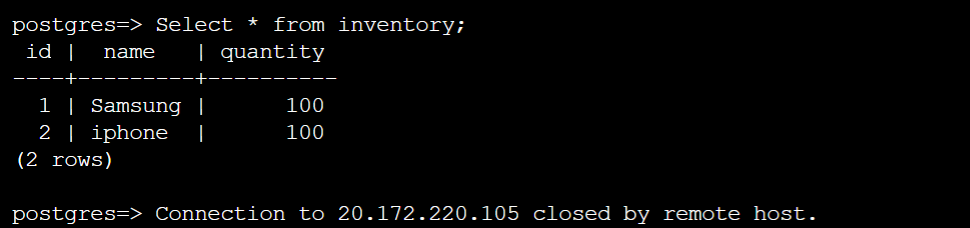 postgres=> Select * from inventory;
 id |  name   | quantity
----+---------+----------
  1 | Samsung |      100
  2 | iphone  |      100
(2 rows)
postgres=> Connection to 20.172.220.105 closed by remote host.